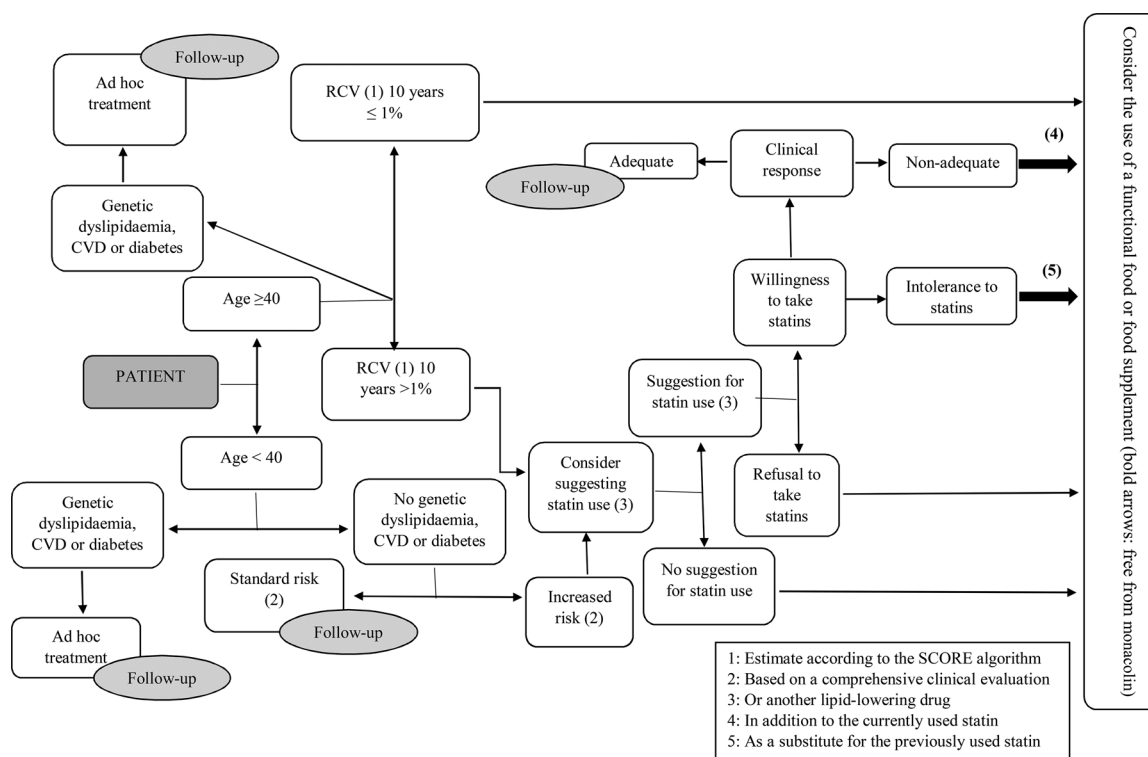 Follow-up
Ad hoc
treatment
RCV (1) 10 years
≤ 1%
Genetic
dyslipidaemia,
CVD or diabetes
Age ≥40
PATIENT
RCV (1) 10
years >1%
Age < 40
Genetic
dyslipidaemia,
CVD or diabetes
No genetic
dyslipidaemia,
CVD or diabetes
Ad hoc
treatment
Follow-up
Standard risk
(2)
Follow-up
Increased
risk (2)
Consider
suggesting
statin use (3)
Suggestion for
statin use (3)
No suggestion
for statin use
Willingness
to take
statins
Refusal to
take
statins
Clinical
response
Adequate
Follow-up
Non-adequate
(4)
Intolerance to
statins
(5)
Consider the use of a functional food or food supplement (bold arrows: free from monacolin)
1: Estimate according to the SCORE algorithm
2: Based on a comprehensive clinical evaluation
3: Or another lipid-lowering drug
4: In addition to the currently used statin
5: As a substitute for the previously used statin